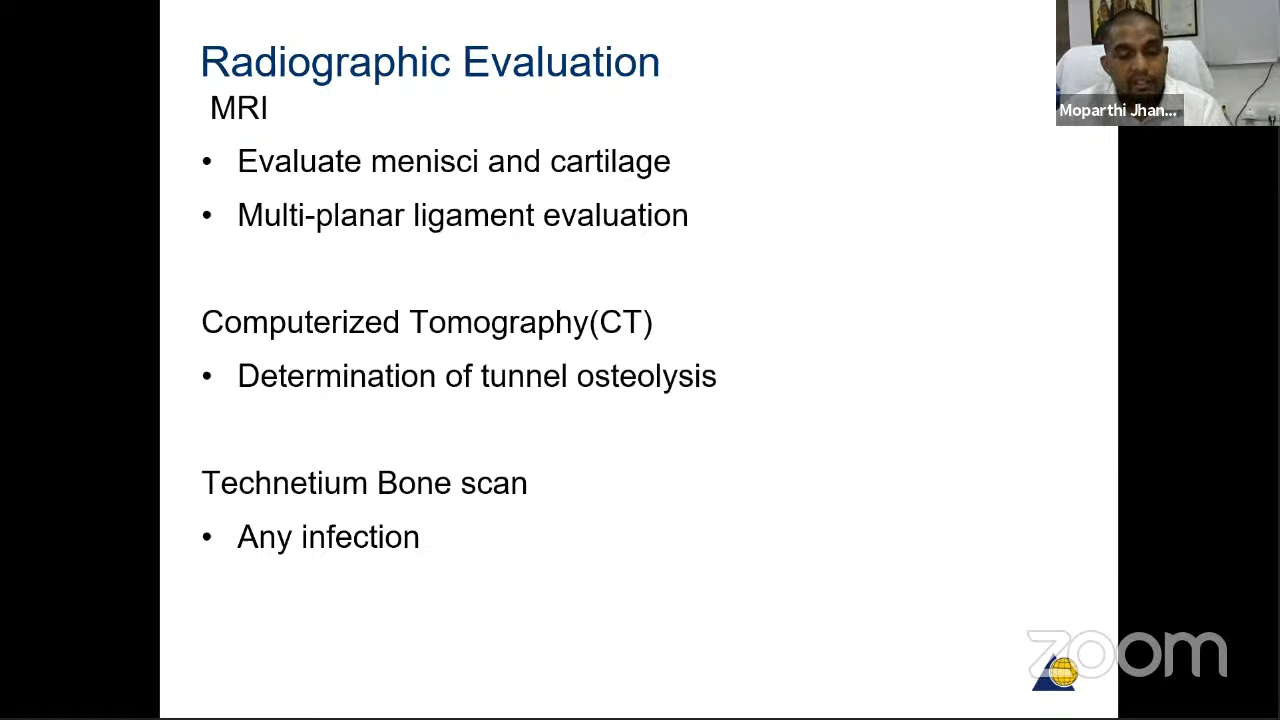 Radiographic Evaluation
MRI
• Evaluate menisci and cartilage
• Multi-planar ligament evaluation
Computerized Tomography(CT)
• Determination of tunnel osteolysis
Technetium Bone scan
• Any infection
Moparthi Jhan...
zoom